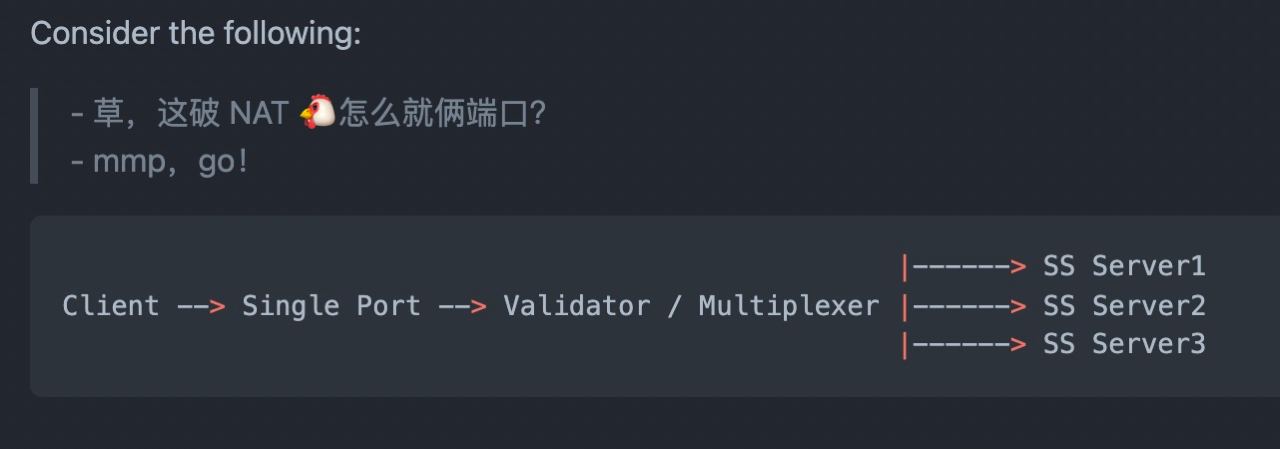 Consider the following:
- 草，这破 NAT 🐔怎么就俩端口？
- mmp，go！
|------> SS Server1
Client --> Single Port --> Validator / Multiplexer |------> SS Server2
|------> SS Server3